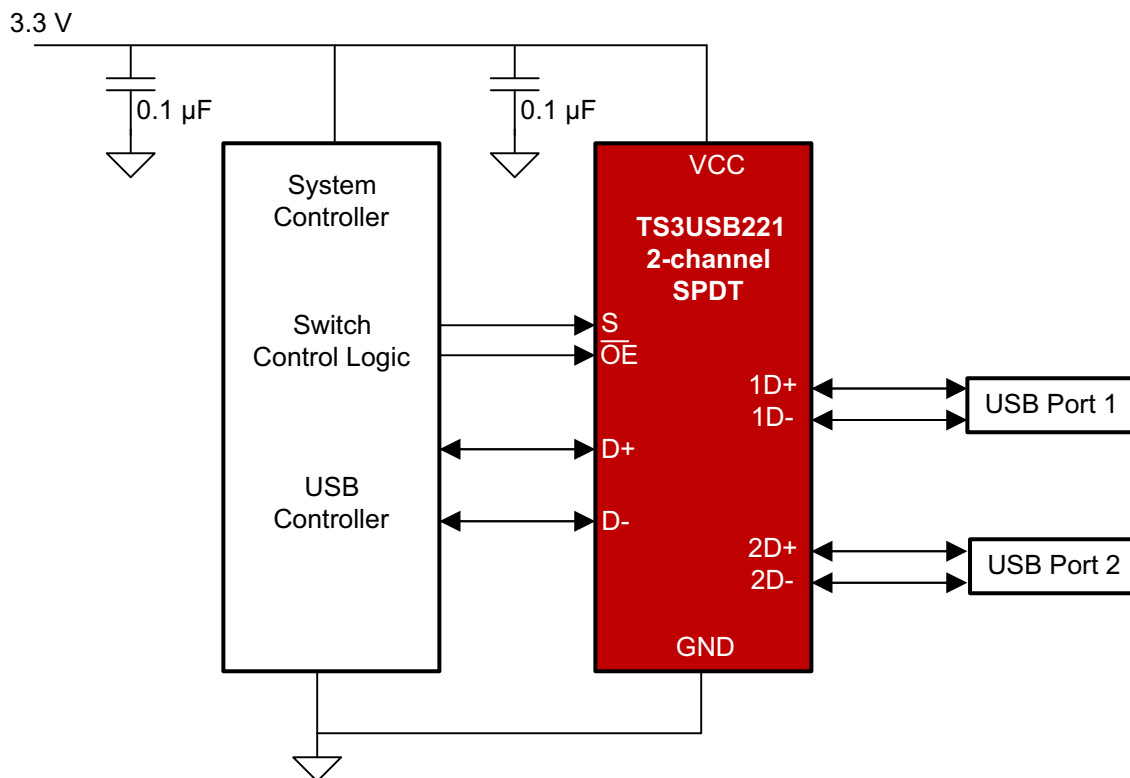 3.3 V
0.1 µF
0.1 µF
System
Controller
Switch
Control Logic
USB
Controller
VCC
TS3USB221
2-channel
SPDT
S
OE
D+
D-
1D+
1D-
2D+
2D-
GND
USB Port 1
USB Port 2